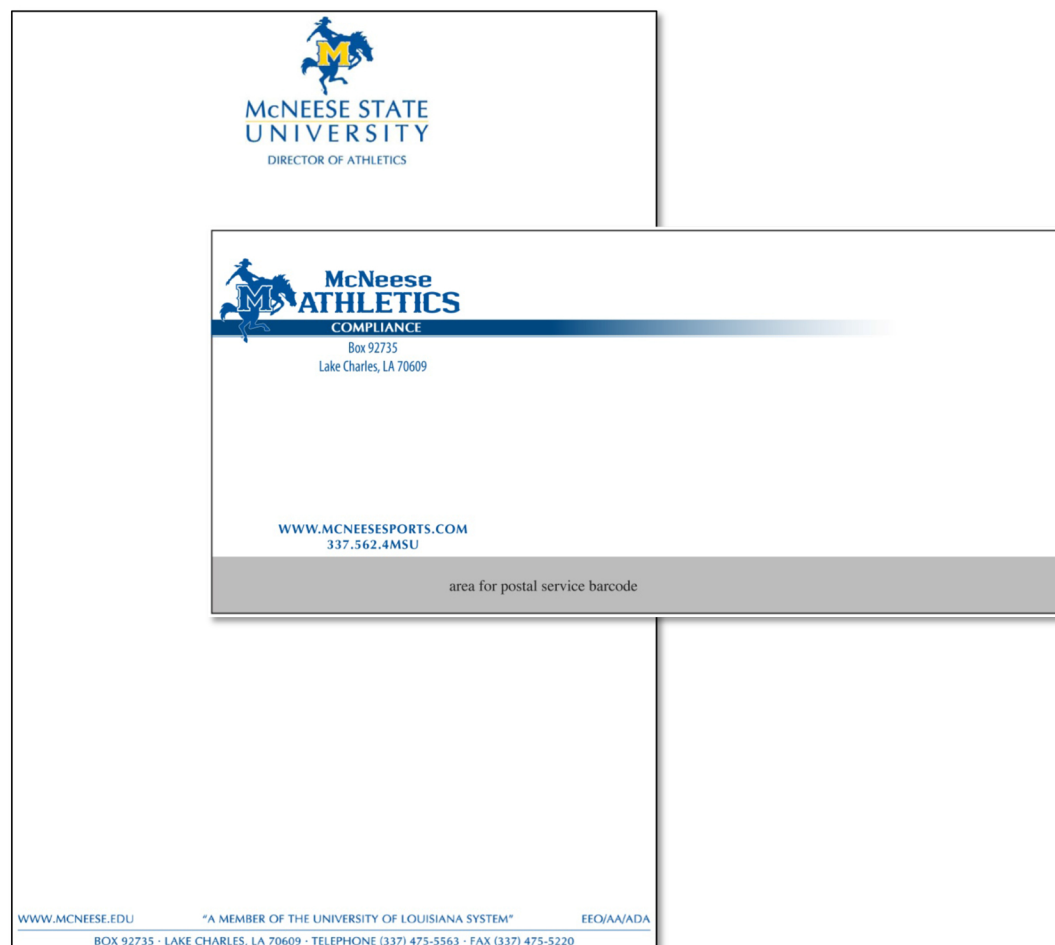 M
McNEESE STATE
UNIVERSITY
DIRECTOR OF ATHLETICS
M
McNeese
ATHLETICS
COMPLIANCE
Box 92735
Lake Charles, LA 70609
WWW.MCNEESESPORTS.COM
337.562.4MSU
area for postal service barcode
WWW.MCNEESE.EDU "A MEMBER OF THE UNIVERSITY OF LOUISIANA SYSTEM" EEO/AA/ADA
BOX 92735 · LAKE CHARLES, LA 70609 · TELEPHONE (337) 475-5563 · FAX (337) 475-5220